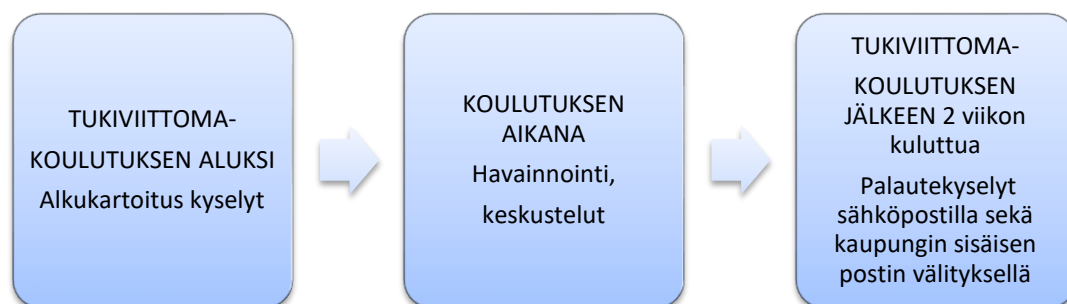 TUKIVIITTOMA-
KOULUTUKSEN ALUKSI
Alkukartoitus kyselyt
KOULUTUKSEN
AIKANA
Havainnointi,
keskustelut
TUKIVIITTOMA-
KOULUTUKSEN
JÄLKEEN 2 viikon
kuluttua
Palautekyselyt
sähköpostilla sekä
kaupungin sisäisen
postin välityksellä